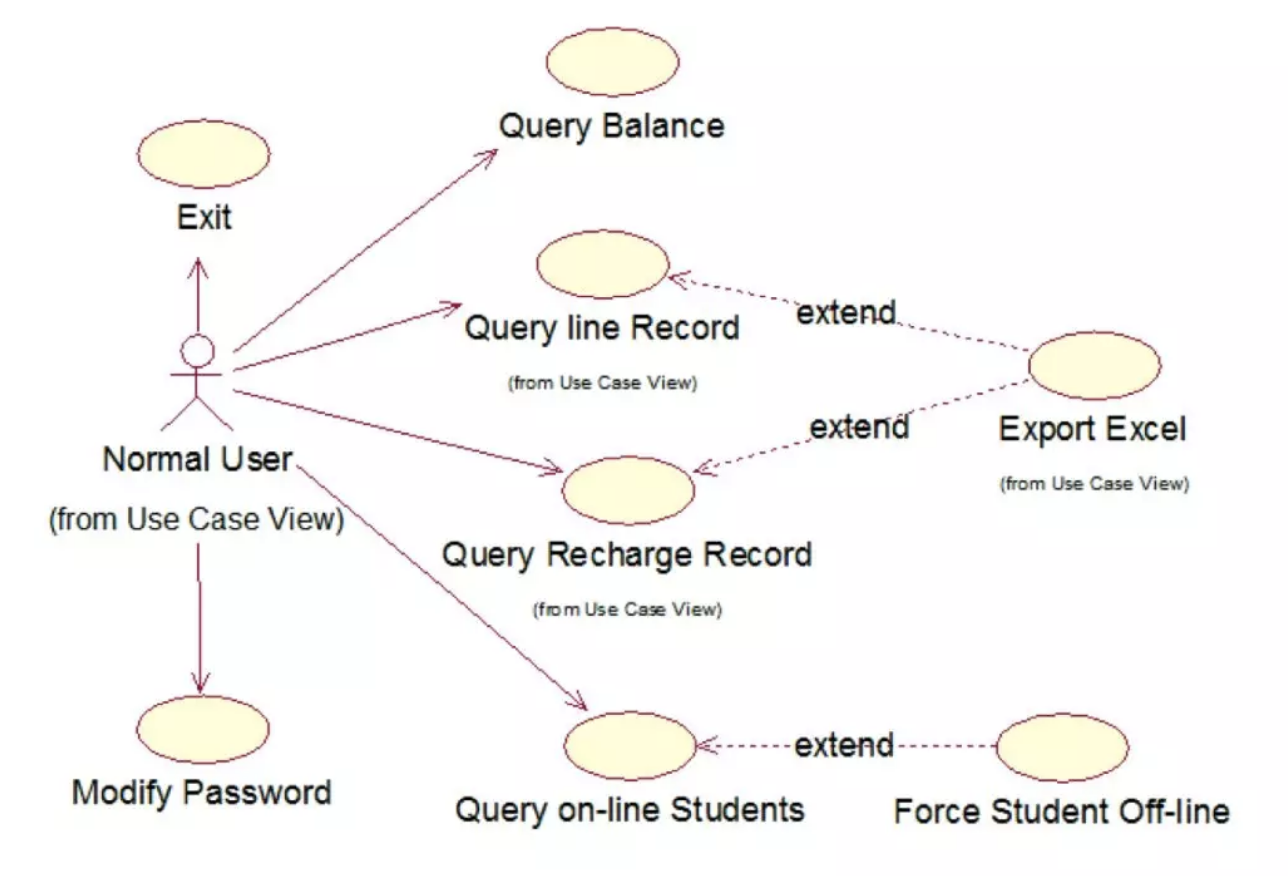 Query Balance
Exit
Query line Record
(from Use Case View)
extend
Export Excel
(from Use Case View)
extend
Normal User
(from Use Case View)
Query Recharge Record
(from Use Case View)
Modify Password
Query on-line Students
extend
Force Student Off-line